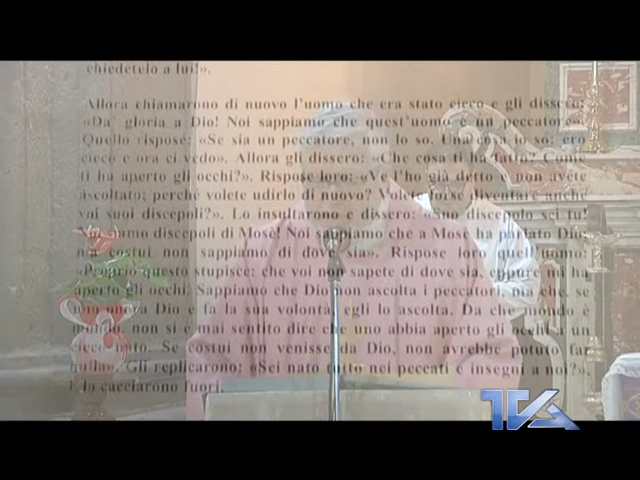 chiedetelo a lui!».
Allora chiamarono di nuovo l'uomo che era stato cieco e gli dissero:
«Da' gloria a Dio! Noi sappiamo che quest'uomo è un peccatore».
Quello rispose: «Se sia un peccatore, non lo so. Una cosa so: ero
cieco e ora ci vedo». Allora gli dissero: «Che cosa ti ha fatto? Come
ti ha aperto gli occhi?». Rispose loro: «Ve l'ho già detto e non avete
ascoltato; perché volete udirlo di nuovo? Volete forse diventare anche
voi suoi discepoli?». Lo insultarono e dissero: «Suo discepolo sei tu!
Noi siamo discepoli di Mosè! Noi sappiamo che a Mosè ha parlato Dio;
ma costui non sappiamo di dove sia». Rispose loro quell'uomo:
«Proprio questo stupisce: che voi non sapete di dove sia, eppure mi ha
aperto gli occhi. Sappiamo che Dio non ascolta i peccatori, ma che, se
uno onora Dio e fa la sua volontà, egli lo ascolta. Da che mondo è
mondo, non si è mai sentito dire che uno abbia aperto gli occhi a un
cieco nato. Se costui non venisse da Dio, non avrebbe potuto far
nulla». Gli replicarono: «Sei nato tutto nei peccati e insegni a noi?».
E la cacciarono fuori.
TVA